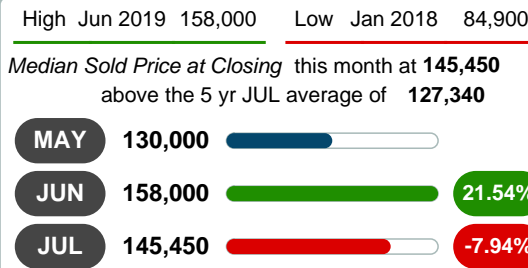 High Jun 2019 158,000 Low Jan 2018 84,900
Median Sold Price at Closing this month at 145,450
above the 5 yr JUL average of 127,340
MAY 130,000
JUN 158,000 21.54%
JUL 145,450 -7.94%